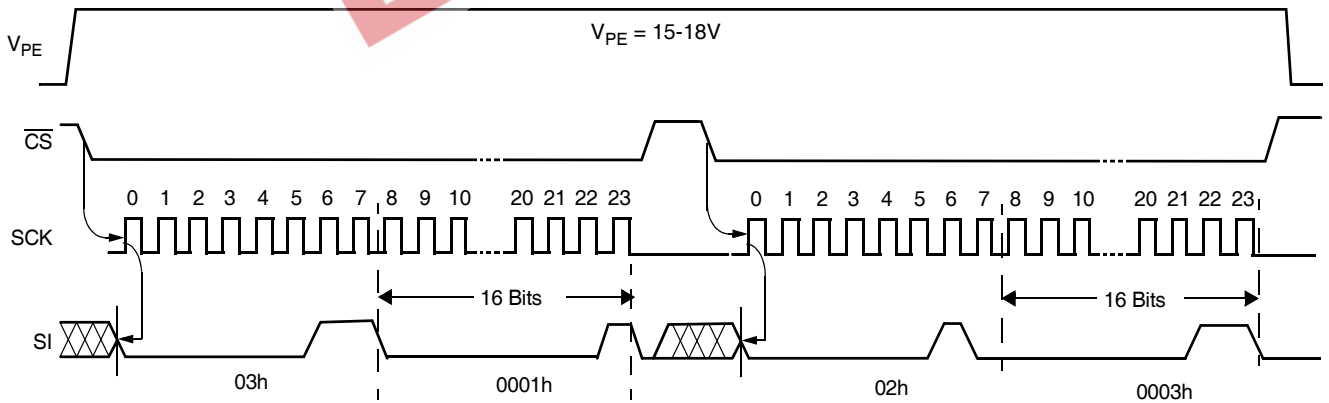 V_PE
V_PE = 15-18V
CS
0 1 2 3 4 5 6 7 8 9 10 20 21 22 23 0 1 2 3 4 5 6 7 8 9 10 20 21 22 23
SCK
16 Bits 16 Bits
SI
03h 0001h 02h 0003h